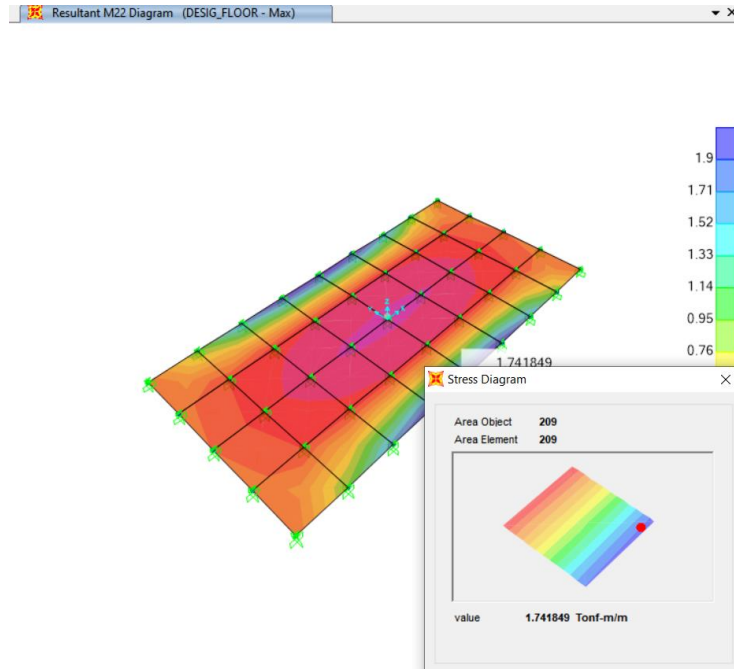 Resultant M22 Diagram (DESIG_FLOOR - Max)
1.9
1.71
1.52
1.33
1.14
0.95
0.76
1.741849
Stress Diagram
Area Object 209
Area Element 209
value 1.741849 Tonf-m/m